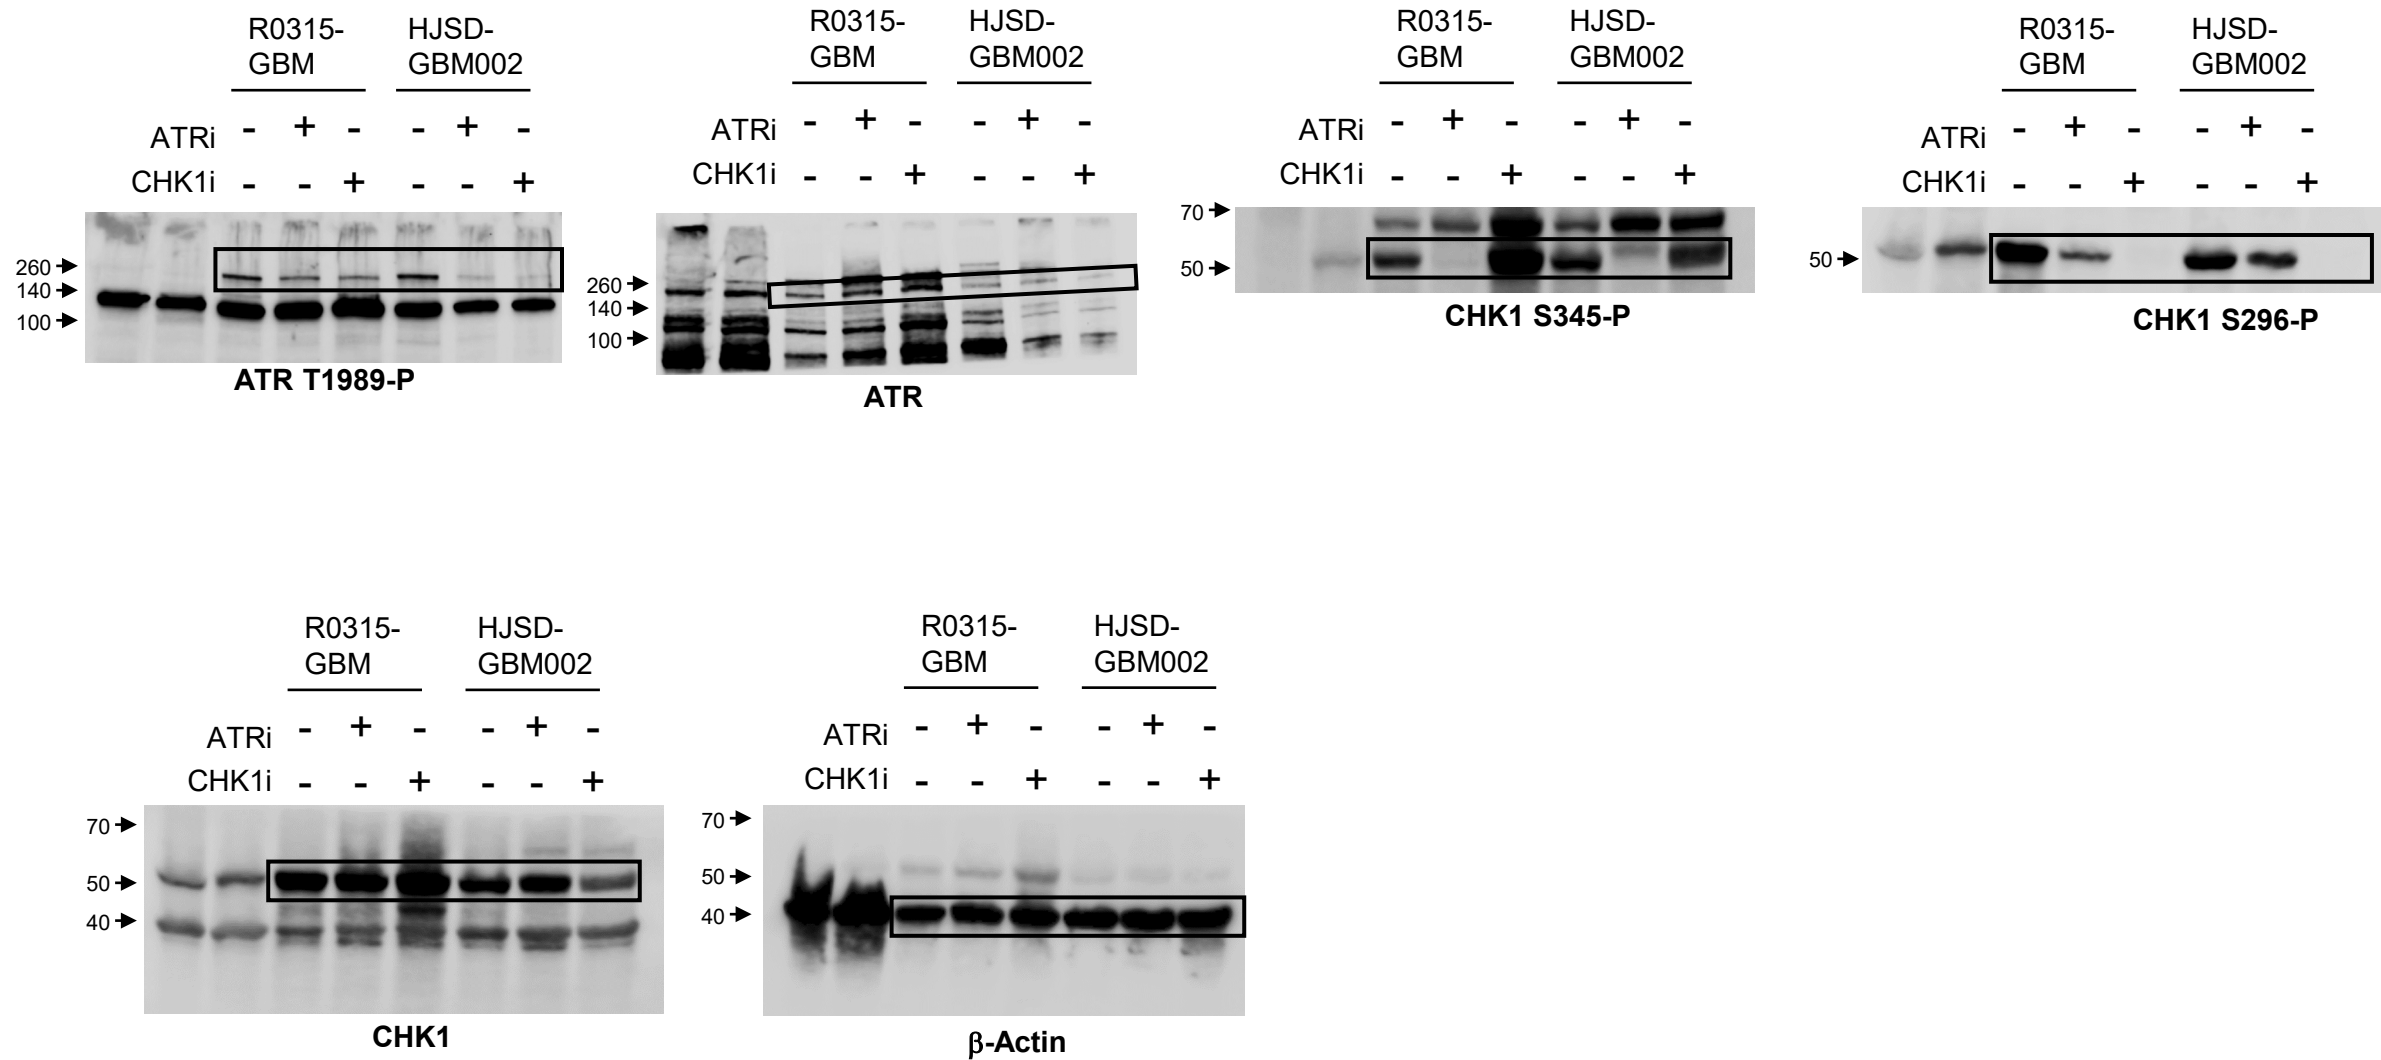 R0315-
GBM
HJSD-
GBM002
ATRi - + - - + -
CHK1i - - + - - +
260
140
100
ATR T1989-P
R0315-
GBM
HJSD-
GBM002
ATRi - + - - + -
CHK1i - - + - - +
260
140
100
ATR
R0315-
GBM
HJSD-
GBM002
ATRi - + - - + -
CHK1i - - + - - +
70
50
CHK1 S345-P
R0315-
GBM
HJSD-
GBM002
ATRi - + - - + -
CHK1i - - + - - +
50
CHK1 S296-P
R0315-
GBM
HJSD-
GBM002
ATRi - + - - + -
CHK1i - - + - - +
70
50
40
CHK1
R0315-
GBM
HJSD-
GBM002
ATRi - + - - + -
CHK1i - - + - - +
70
50
40
β-Actin